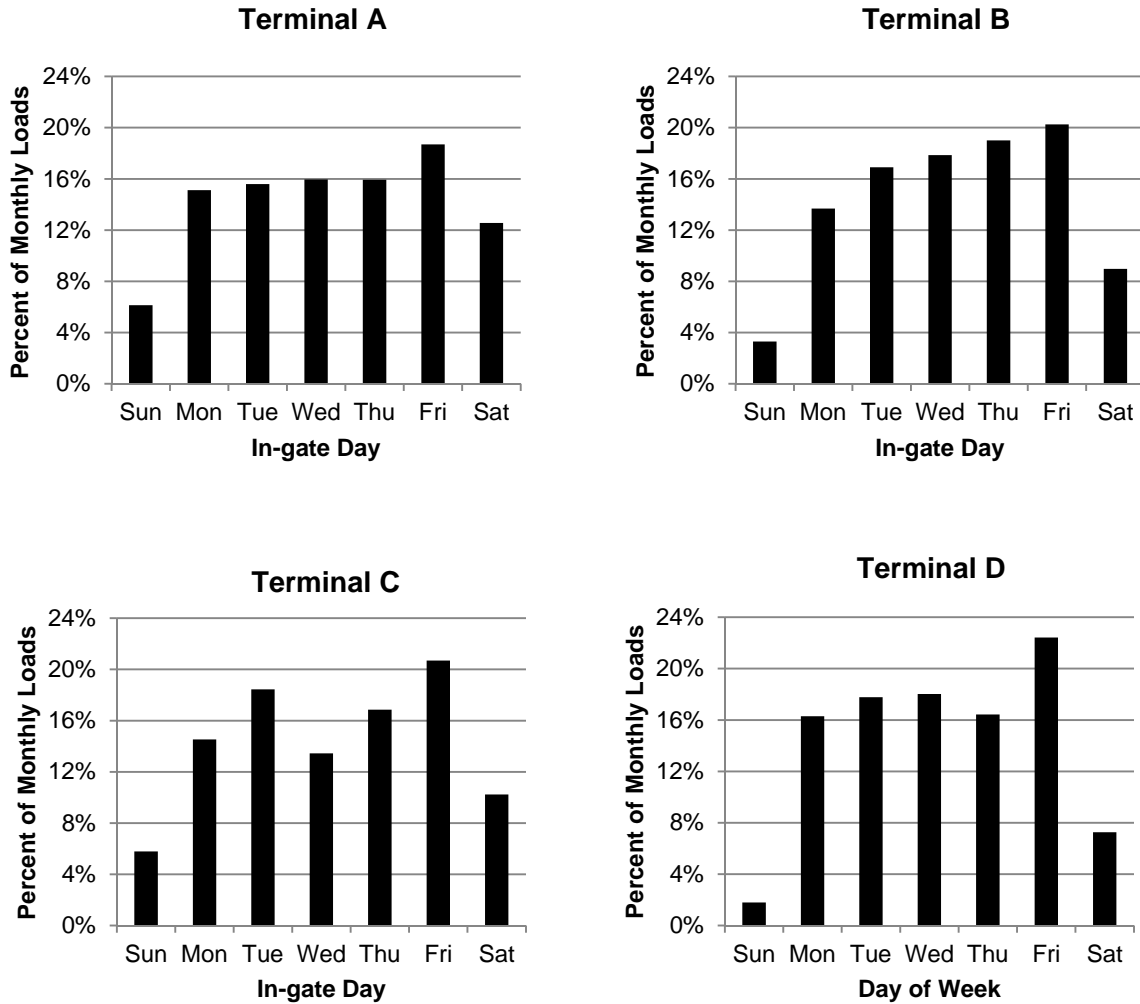 Terminal A
Percent of Monthly Loads
24%
20%
16%
12%
8%
4%
0%
Sun Mon Tue Wed Thu Fri Sat
In-gate Day
Terminal B
Percent of Monthly Loads
24%
20%
16%
12%
8%
4%
0%
Sun Mon Tue Wed Thu Fri Sat
In-gate Day
Terminal C
Percent of Monthly Loads
24%
20%
16%
12%
8%
4%
0%
Sun Mon Tue Wed Thu Fri Sat
In-gate Day
Terminal D
Percent of Monthly Loads
24%
20%
16%
12%
8%
4%
0%
Sun Mon Tue Wed Thu Fri Sat
Day of Week